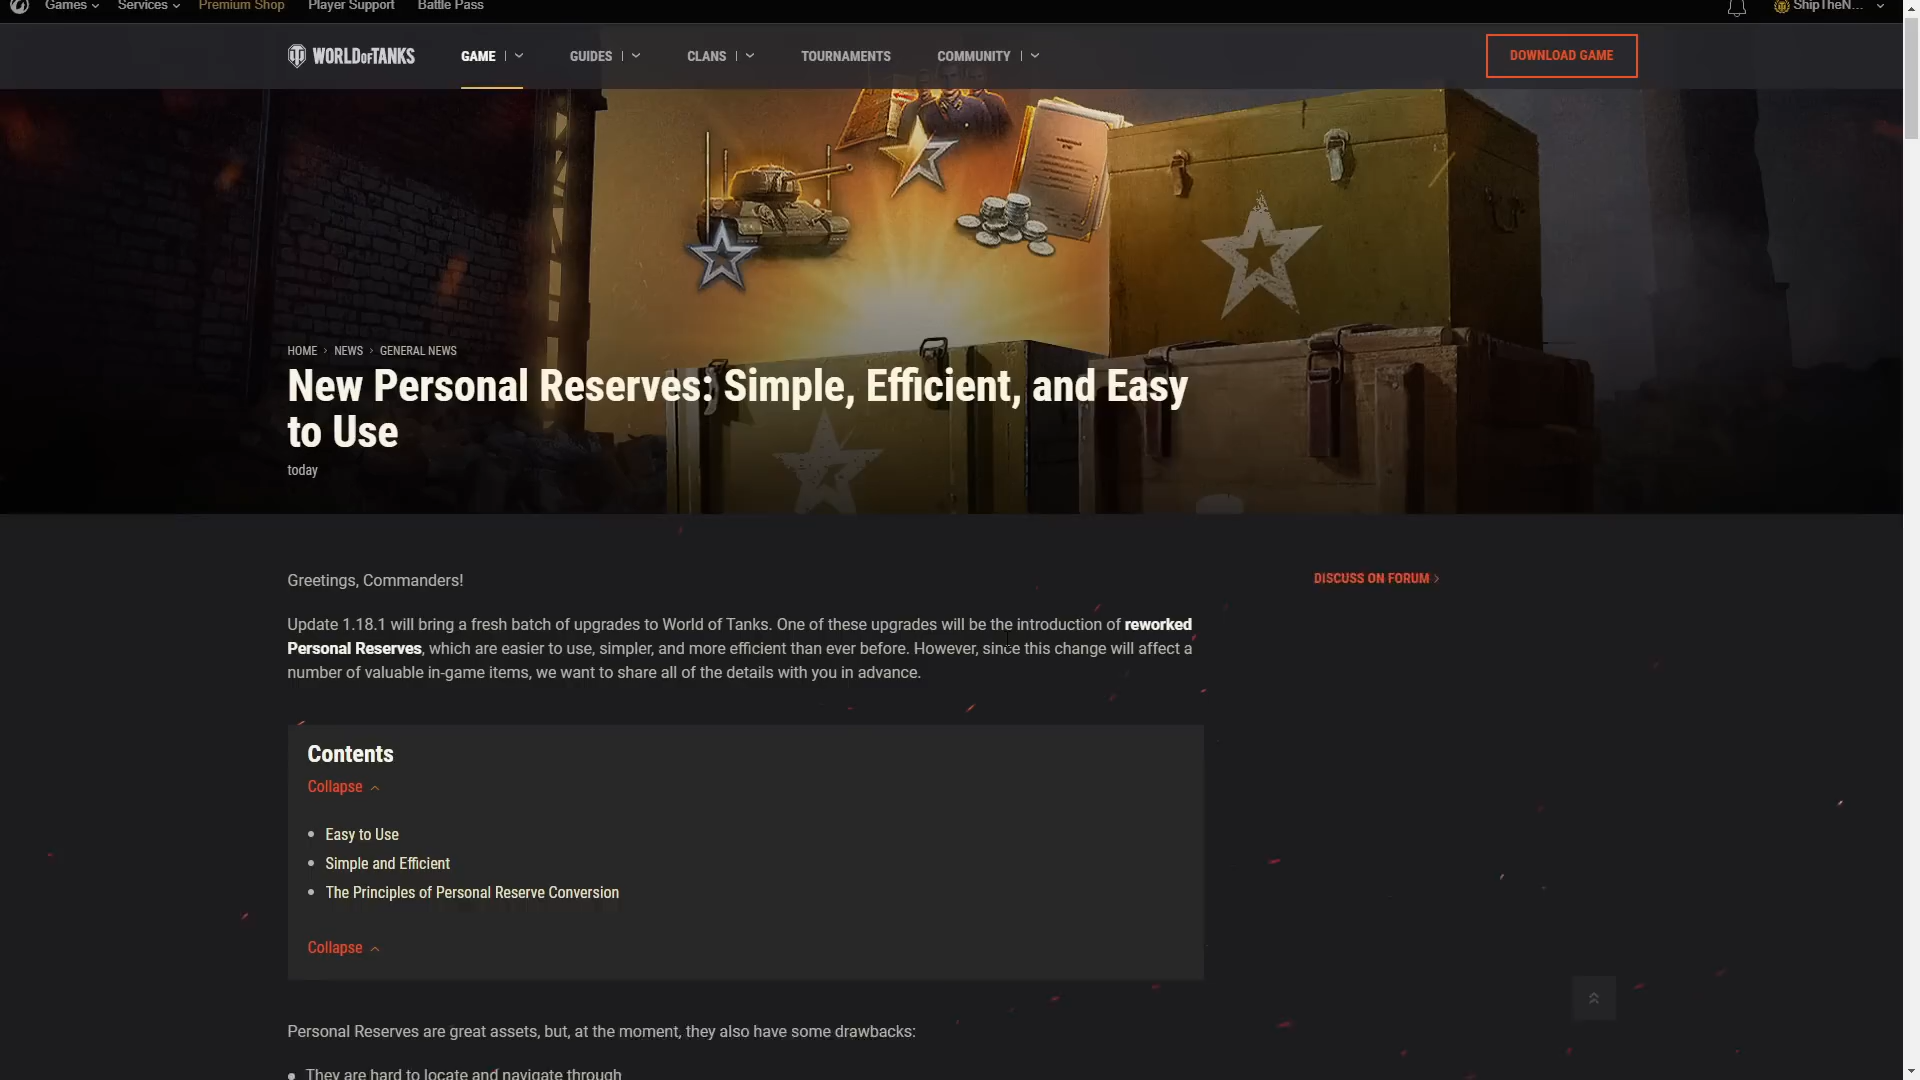 Games
Services
Premium Shop
Player Support
Battle Pass
ShipTheN...
WORLD OF TANKS
GAME
GUIDES
CLANS
TOURNAMENTS
COMMUNITY
DOWNLOAD GAME
HOME > NEWS > GENERAL NEWS
New Personal Reserves: Simple, Efficient, and Easy
to Use
today
Greetings, Commanders!
DISCUSS ON FORUM >
Update 1.18.1 will bring a fresh batch of upgrades to World of Tanks. One of these upgrades will be the introduction of reworked
Personal Reserves, which are easier to use, simpler, and more efficient than ever before. However, since this change will affect a
number of valuable in-game items, we want to share all of the details with you in advance.
Contents
Collapse
• Easy to Use
• Simple and Efficient
• The Principles of Personal Reserve Conversion
Collapse
Personal Reserves are great assets, but, at the moment, they also have some drawbacks:
• They are hard to locate and navigate through